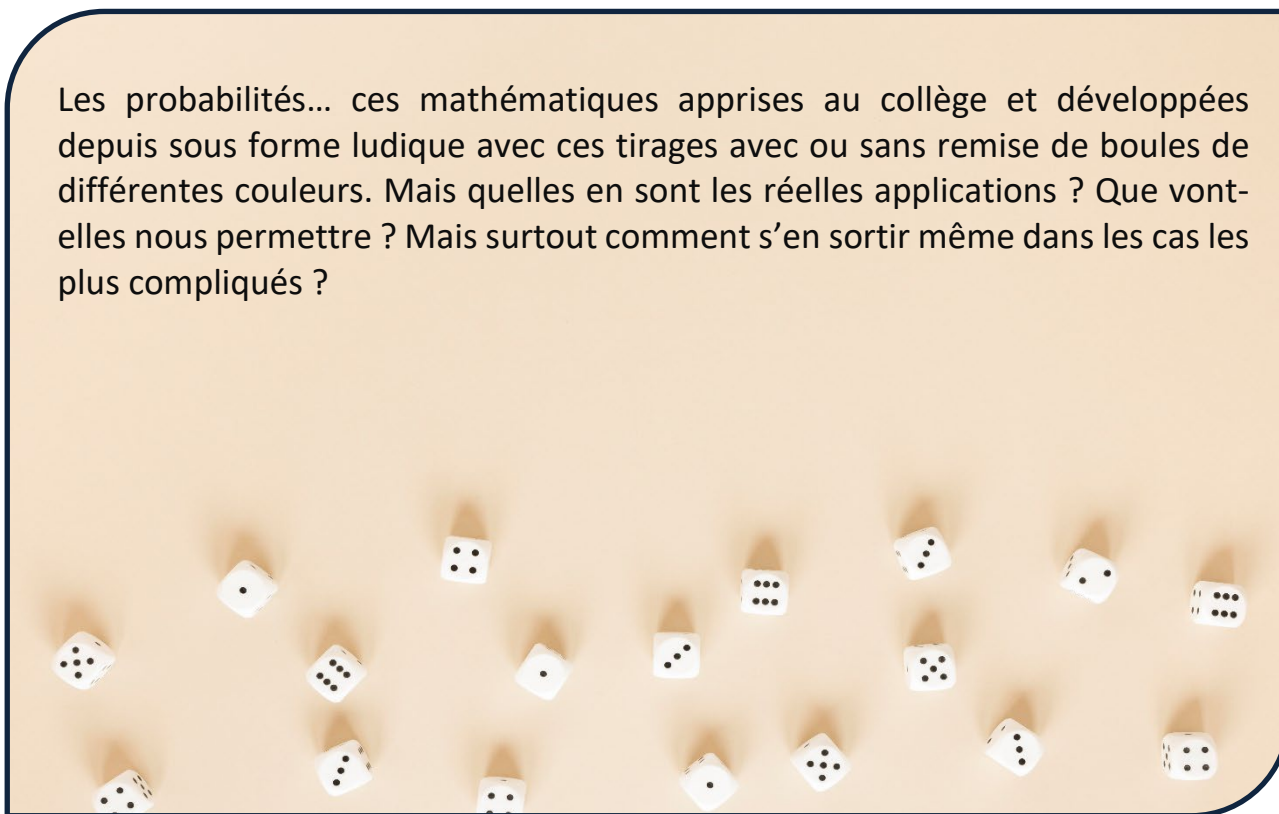 Les probabilités… ces mathématiques apprises au collège et développées
depuis sous forme ludique avec ces tirages avec ou sans remise de boules de
différentes couleurs. Mais quelles en sont les réelles applications ? Que vont-
elles nous permettre ? Mais surtout comment s’en sortir même dans les cas les
plus compliqués ?